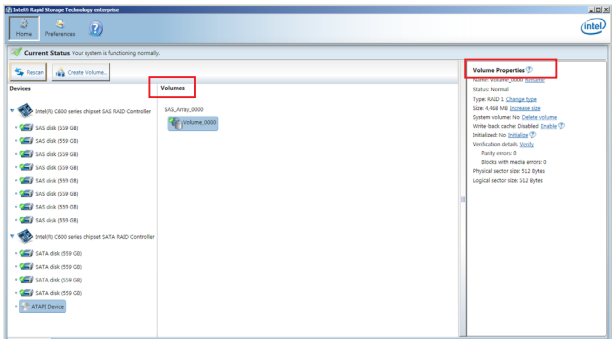 Intel® Rapid Storage Technology enterprise
Home
Preferences
intel
Current Status Your system is functioning normally.
Rescan
Create Volume...
Devices
Intel(R) C600 series chipset SAS RAID Controller
SAS disk (559 GB)
SAS disk (559 GB)
SAS disk (559 GB)
SAS disk (559 GB)
SAS disk (559 GB)
SAS disk (559 GB)
SAS disk (559 GB)
SAS disk (559 GB)
Intel(R) C600 series chipset SATA RAID Controller
SATA disk (559 GB)
SATA disk (559 GB)
SATA disk (559 GB)
SATA disk (559 GB)
ATAPI Device
Volumes
SAS_Array_0000
Volume_0000
Volume Properties ?
Name: Volume_0000 Rename
Status: Normal
Type: RAID 1 Change type
Size: 4,468 MB Increase size
System volume: No Delete volume
Write back cache: Disabled Enable ?
Initialized: No Initialize ?
Verification details Verify
Parity errors: 0
Blocks with media errors: 0
Physical sector size: 512 Bytes
Logical sector size: 512 Bytes